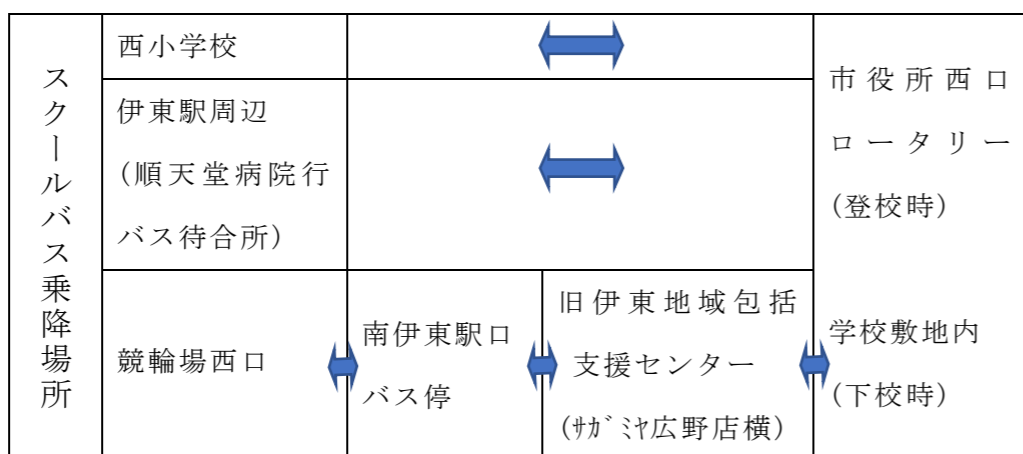 スクールバス乗降場所
西小学校
伊東駅周辺
(順天堂病院行
バス待合所)
競輪場西口
南伊東駅口
バス停
旧伊東地域包括
支援センター
(ｻｶﾞﾐﾔ広野店横)
市役所西口
ロータリー
(登校時)
学校敷地内
(下校時)